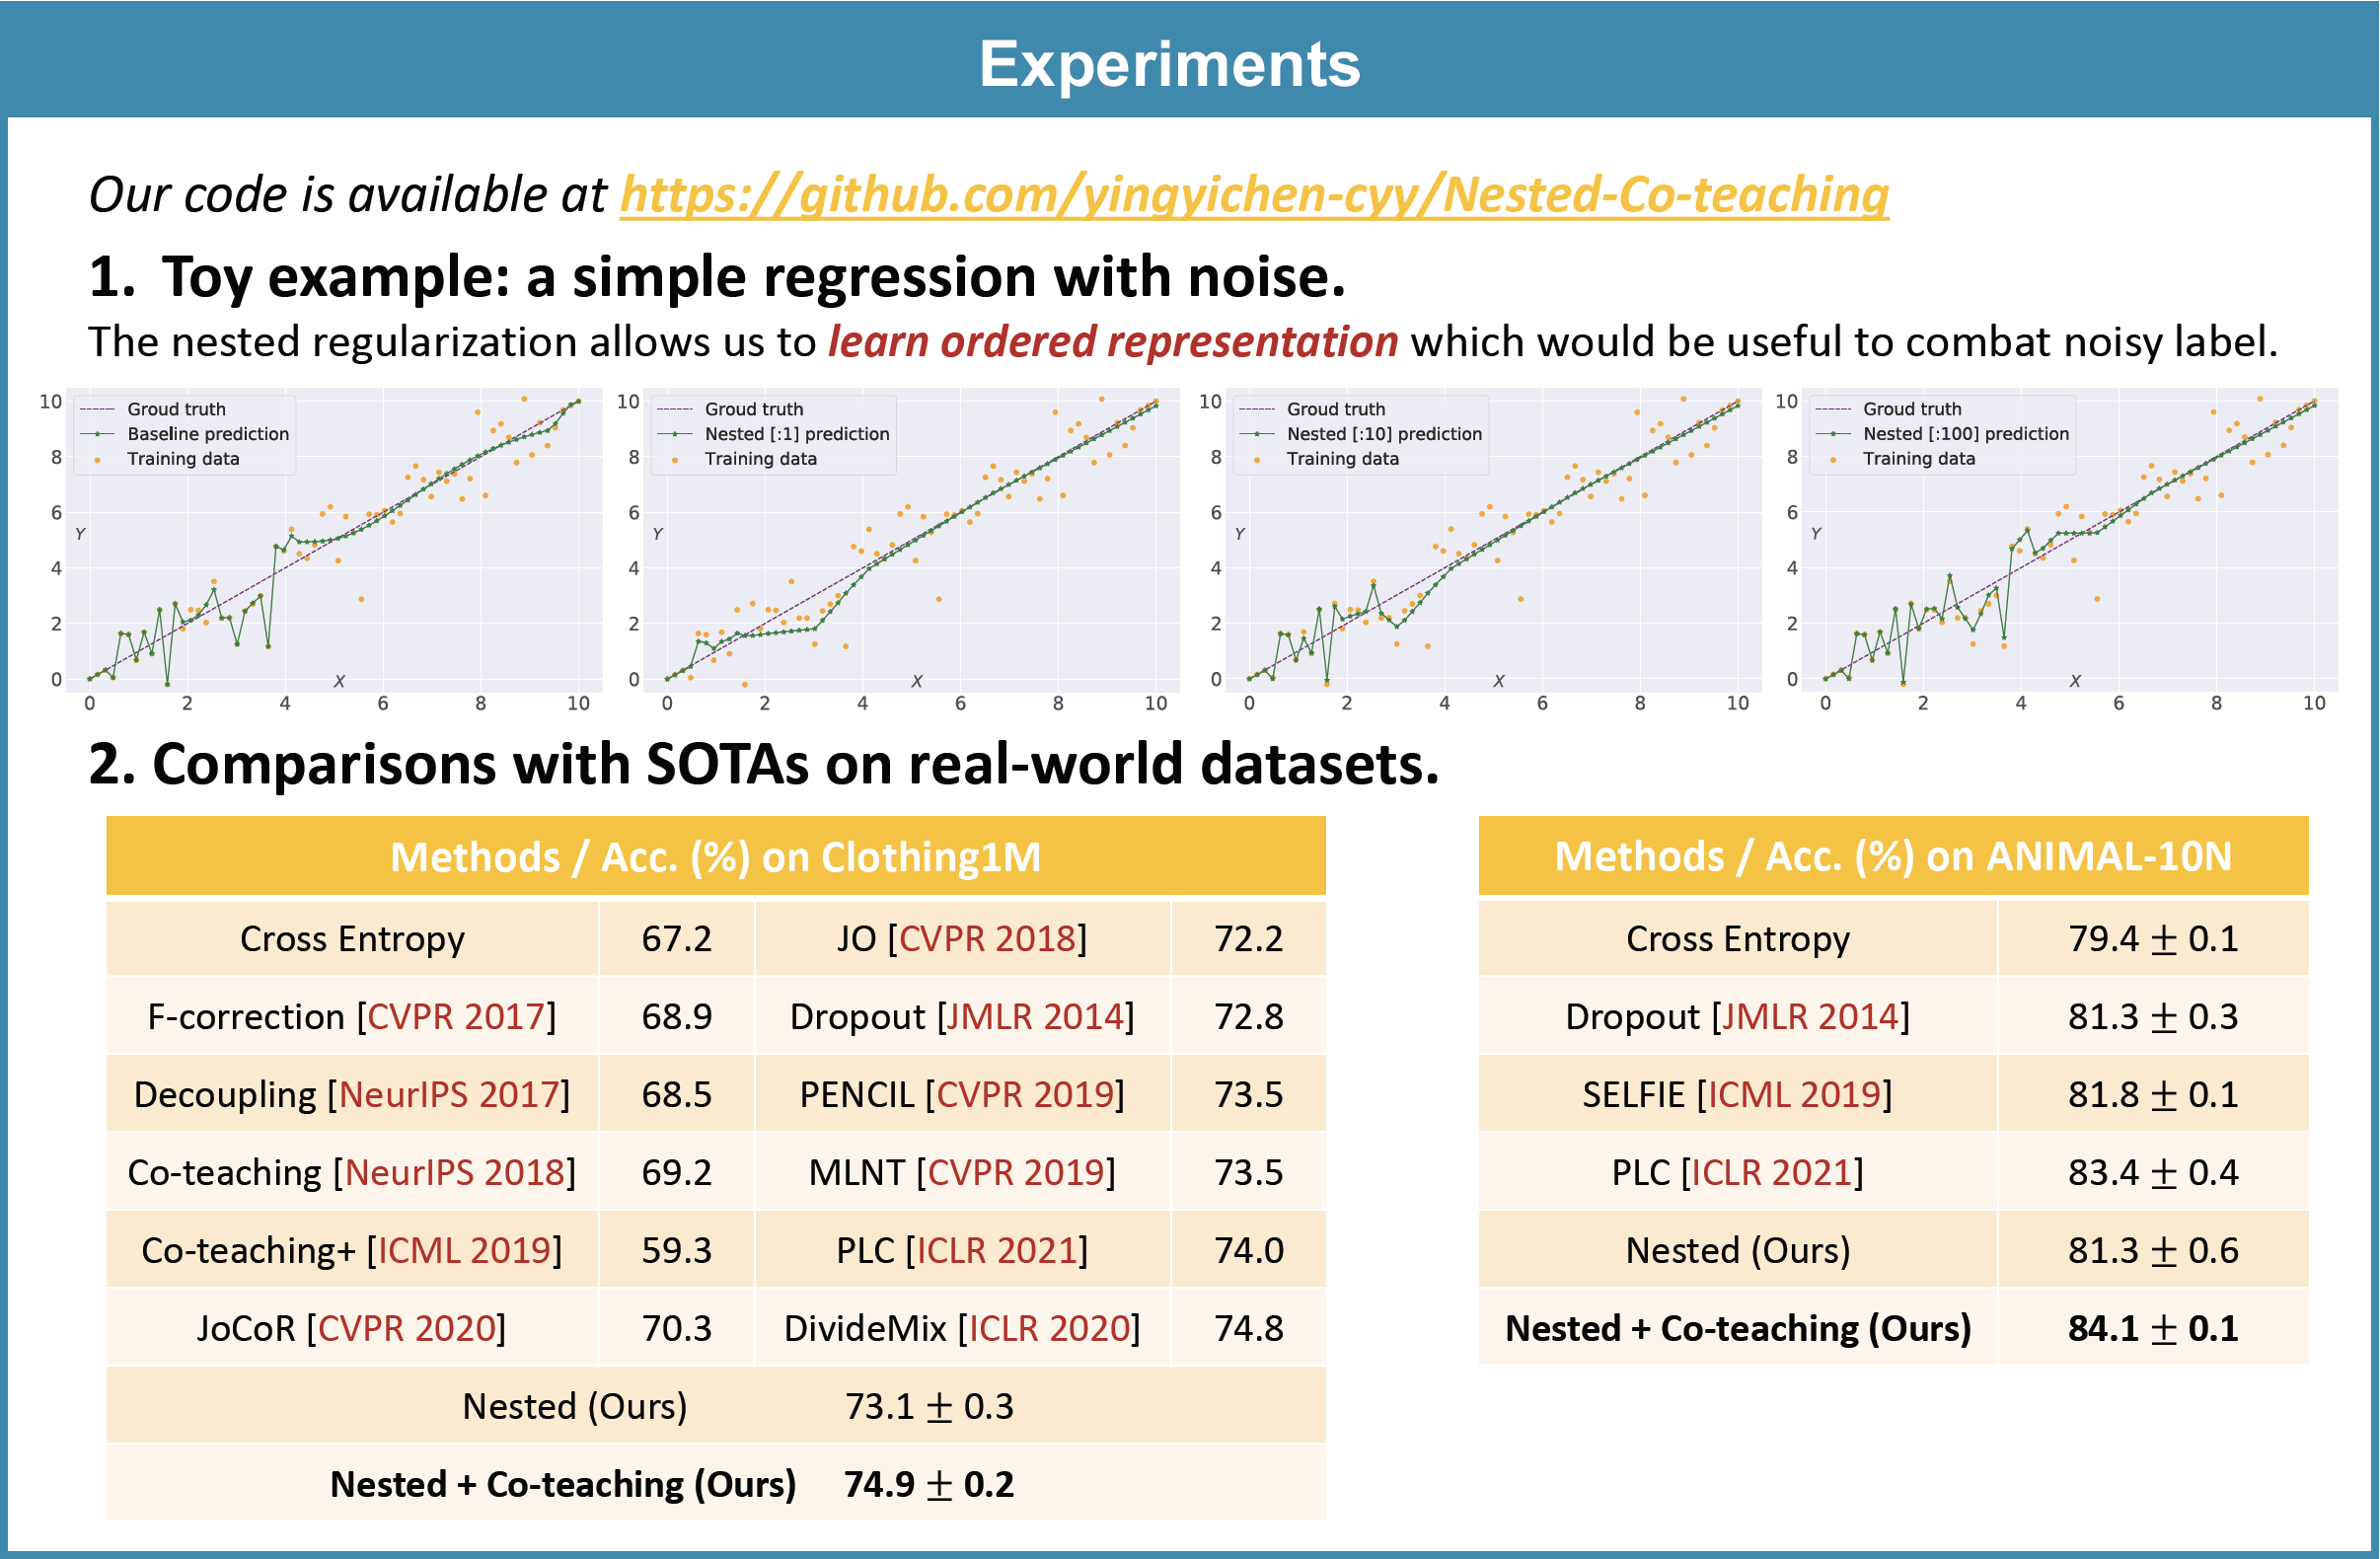 Experiments
Our code is available at https://github.com/yingyichen-cyy/Nested-Co-teaching
1. Toy example: a simple regression with noise.
The nested regularization allows us to learn ordered representation which would be useful to combat noisy label.
10
8
6
4
2
0
Y
Groud truth
Baseline prediction
Training data
X
0 2 4 6 8 10
10
8
6
4
2
0
Y
Groud truth
Nested [:1] prediction
Training data
X
0 2 4 6 8 10
10
8
6
4
2
0
Y
Groud truth
Nested [:10] prediction
Training data
X
0 2 4 6 8 10
10
8
6
4
2
0
Y
Groud truth
Nested [:100] prediction
Training data
X
0 2 4 6 8 10
2. Comparisons with SOTAs on real-world datasets.
Methods / Acc. (%) on Clothing1M
Cross Entropy 67.2 JO [CVPR 2018] 72.2
F-correction [CVPR 2017] 68.9 Dropout [JMLR 2014] 72.8
Decoupling [NeurIPS 2017] 68.5 PENCIL [CVPR 2019] 73.5
Co-teaching [NeurIPS 2018] 69.2 MLNT [CVPR 2019] 73.5
Co-teaching+ [ICML 2019] 59.3 PLC [ICLR 2021] 74.0
JoCoR [CVPR 2020] 70.3 DivideMix [ICLR 2020] 74.8
Nested (Ours) 73.1 ± 0.3
Nested + Co-teaching (Ours) 74.9 ± 0.2
Methods / Acc. (%) on ANIMAL-10N
Cross Entropy 79.4 ± 0.1
Dropout [JMLR 2014] 81.3 ± 0.3
SELFIE [ICML 2019] 81.8 ± 0.1
PLC [ICLR 2021] 83.4 ± 0.4
Nested (Ours) 81.3 ± 0.6
Nested + Co-teaching (Ours) 84.1 ± 0.1